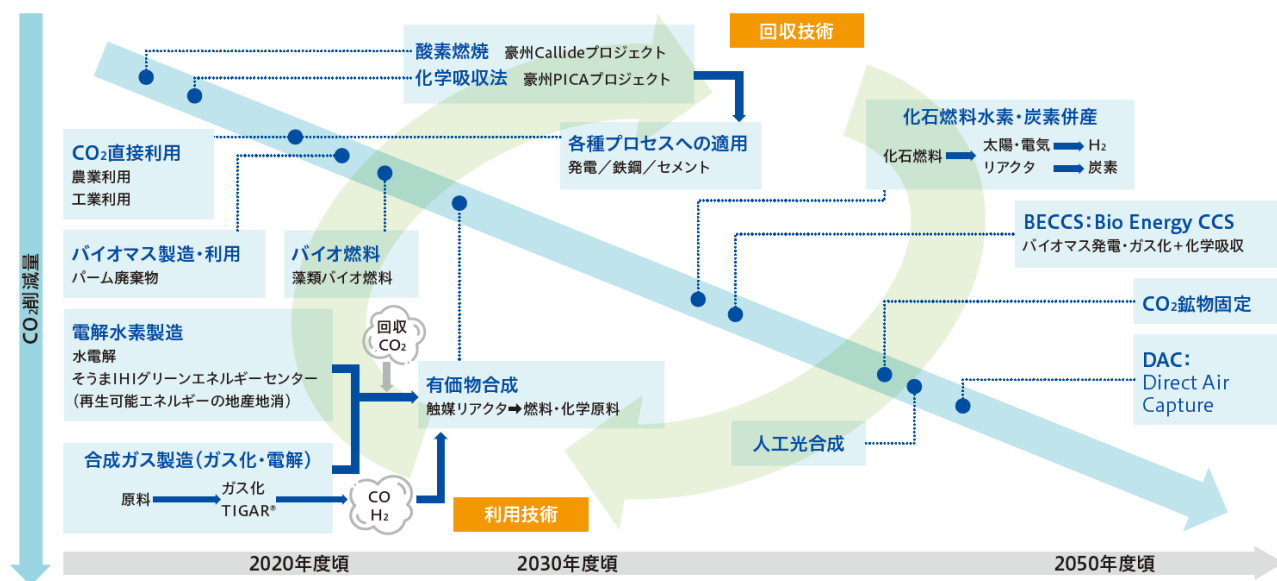 CO₂削減量
回収技術
酸素燃焼 豪州Callideプロジェクト
化学吸収法 豪州PICAプロジェクト
各種プロセスへの適用
発電／鉄鋼／セメント
化石燃料水素・炭素併産
化石燃料 太陽・電気 H₂
リアクタ 炭素
CO₂直接利用
農業利用
工業利用
バイオマス製造・利用
パーム廃棄物
バイオ燃料
藻類バイオ燃料
BECCS：Bio Energy CCS
バイオマス発電・ガス化＋化学吸収
CO₂鉱物固定
DAC：
Direct Air
Capture
電解水素製造
水電解
そうまIHIグリーンエネルギーセンター
（再生可能エネルギーの地産地消）
回収
CO₂
有価物合成
触媒リアクタ➡燃料・化学原料
人工光合成
合成ガス製造（ガス化・電解）
原料 ガス化
TIGAR®
CO
H₂
利用技術
2020年度頃 2030年度頃 2050年度頃